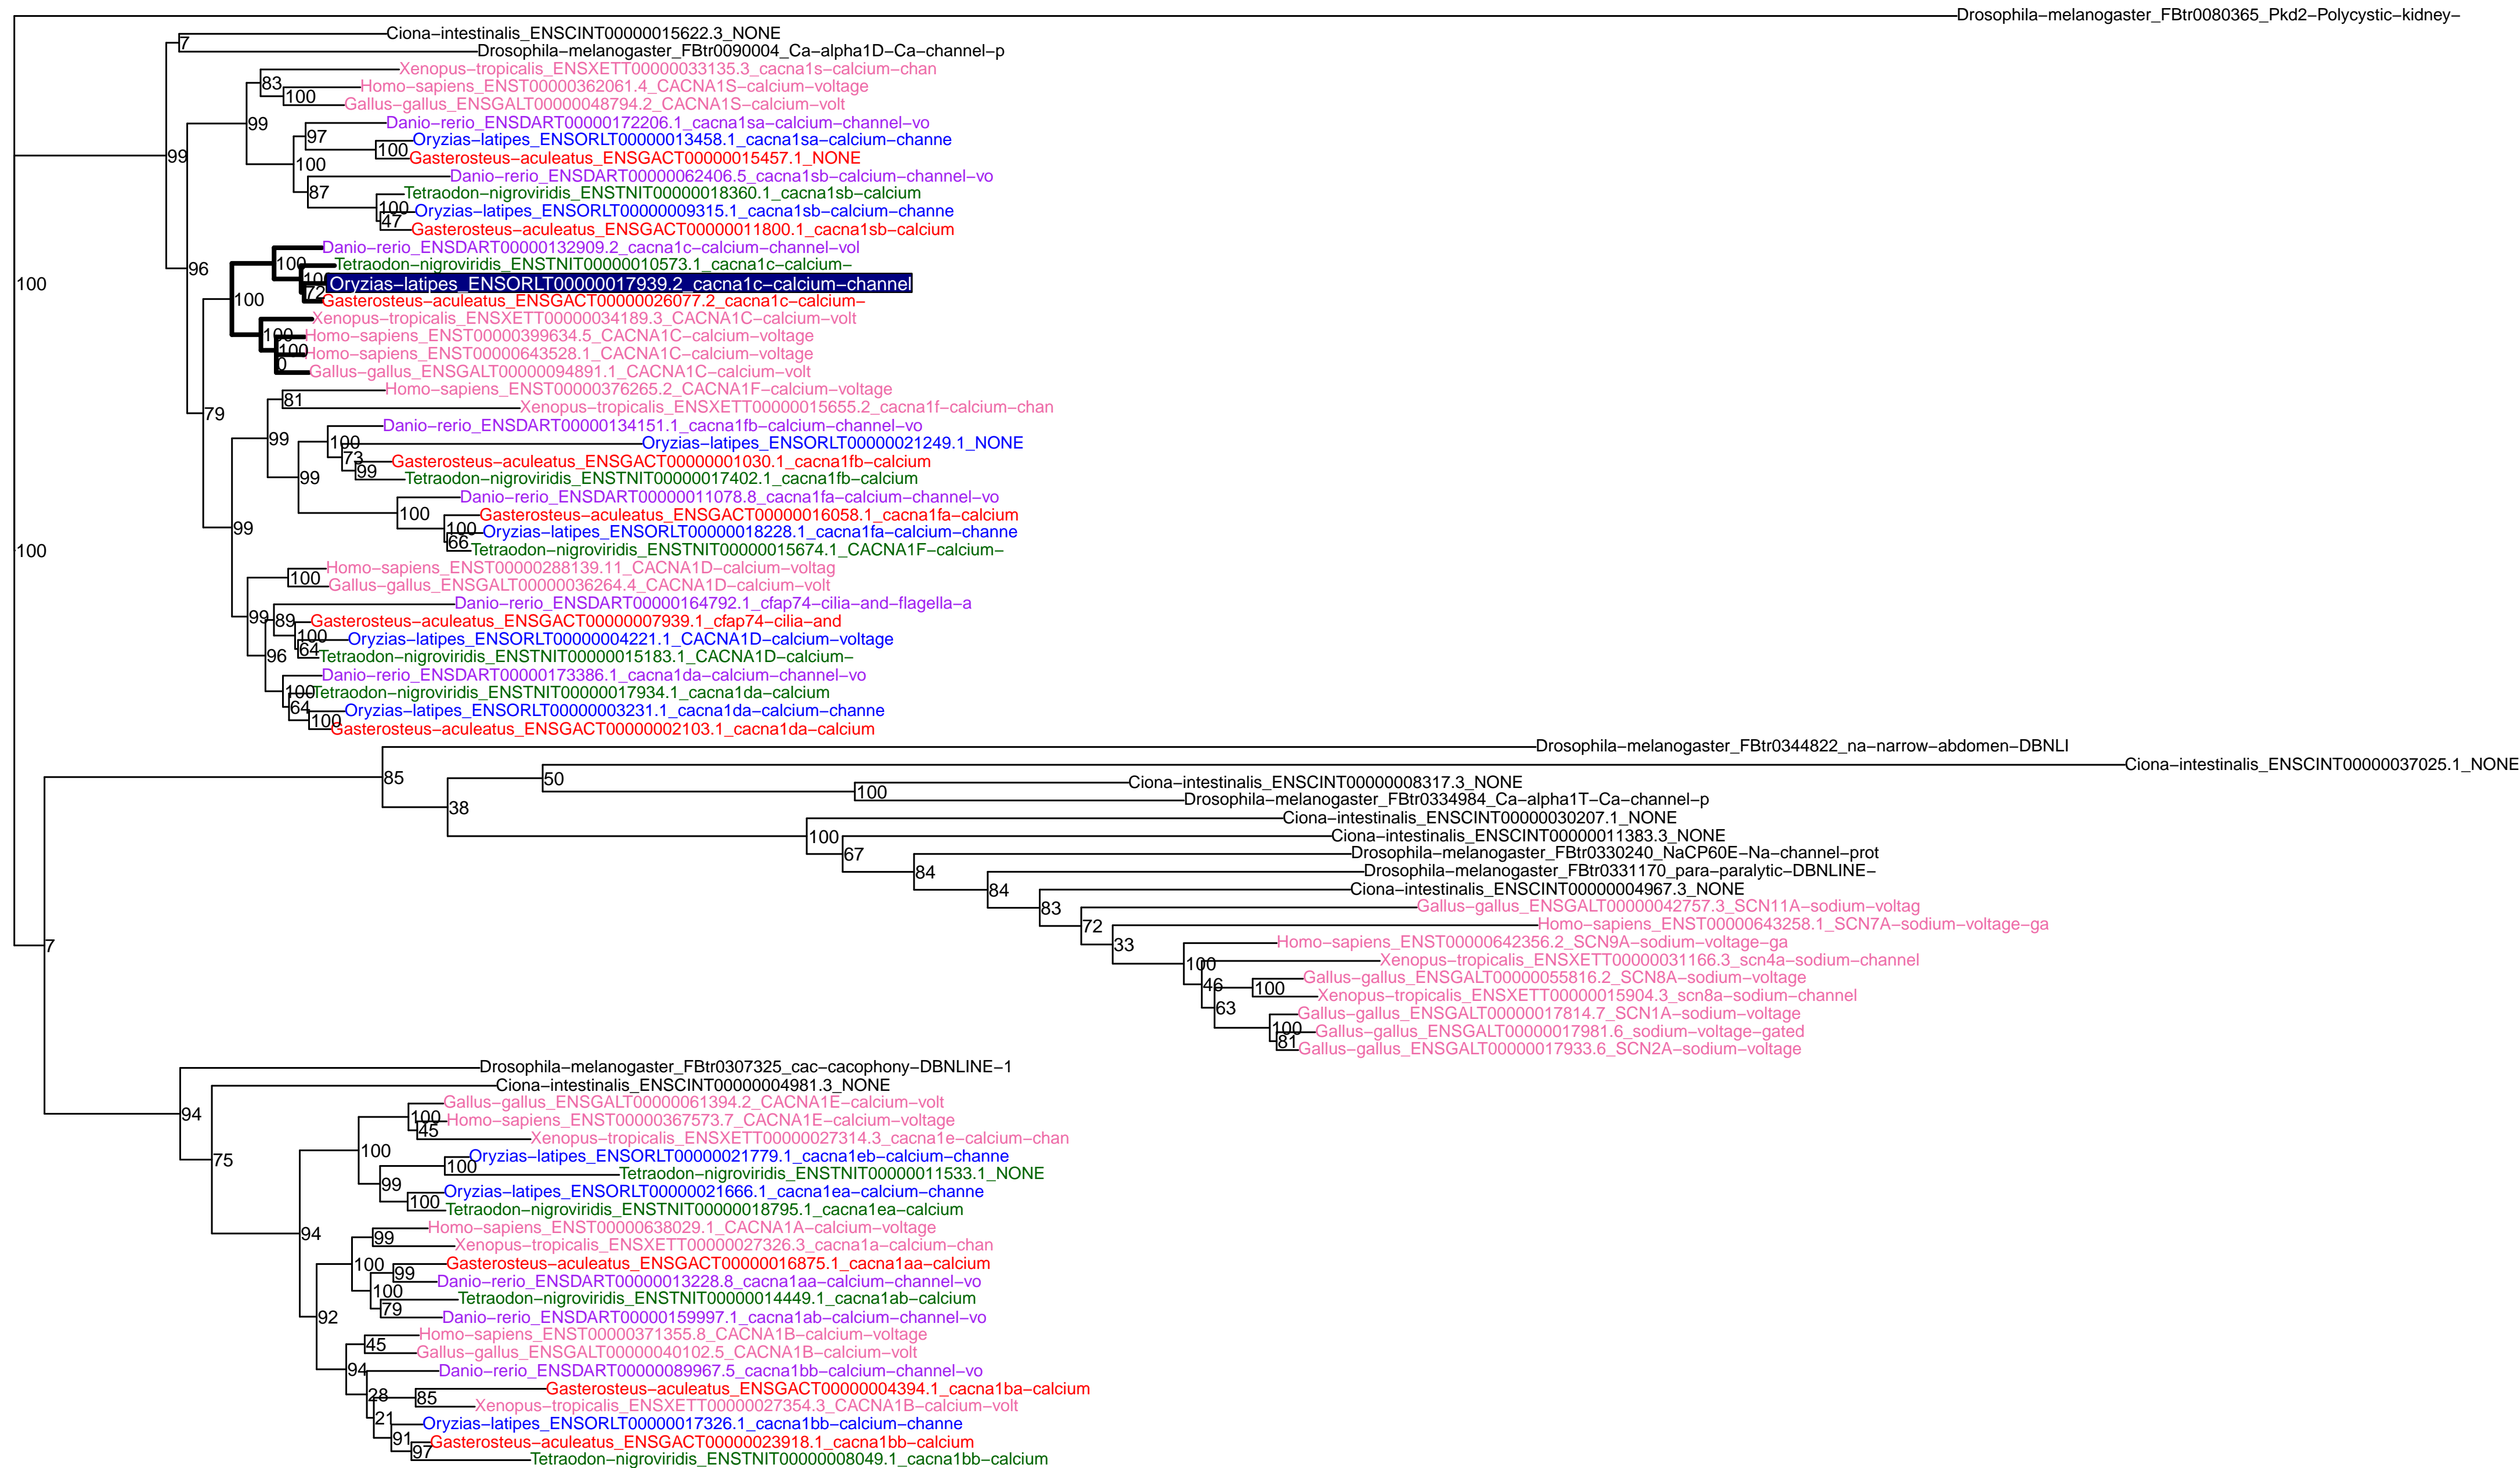 Drosophila−melanogaster_FBtr0080365_Pkd2−Polycystic−kidney−
Ciona−intestinalis_ENSCINT00000015622.3_NONE
7
Drosophila−melanogaster_FBtr0090004_Ca−alpha1D−Ca−channel−p
Xenopus−tropicalis_ENSXETT00000033135.3_cacna1s−calcium−chan
83
Homo−sapiens_ENST00000362061.4_CACNA1S−calcium−voltage
100
Gallus−gallus_ENSGALT00000048794.2_CACNA1S−calcium−volt
99
Danio−rerio_ENSDART00000172206.1_cacna1sa−calcium−channel−vo
97
Oryzias−latipes_ENSORLT00000013458.1_cacna1sa−calcium−channe
100
99
Gasterosteus−aculeatus_ENSGACT00000015457.1_NONE
100
Danio−rerio_ENSDART00000062406.5_cacna1sb−calcium−channel−vo
87
Tetraodon−nigroviridis_ENSTNIT00000018360.1_cacna1sb−calcium
100
Oryzias−latipes_ENSORLT00000009315.1_cacna1sb−calcium−channe
47
Gasterosteus−aculeatus_ENSGACT00000011800.1_cacna1sb−calcium
Danio−rerio_ENSDART00000132909.2_cacna1c−calcium−channel−vol
96
100
Tetraodon−nigroviridis_ENSTNIT00000010573.1_cacna1c−calcium−
100
100
Oryzias−latipes_ENSORLT00000017939.2_cacna1c−calcium−channel
72
100
Gasterosteus−aculeatus_ENSGACT00000026077.2_cacna1c−calcium−
Xenopus−tropicalis_ENSXETT00000034189.3_CACNA1C−calcium−volt
100
Homo−sapiens_ENST00000399634.5_CACNA1C−calcium−voltage
100
Homo−sapiens_ENST00000643528.1_CACNA1C−calcium−voltage
0
Gallus−gallus_ENSGALT00000094891.1_CACNA1C−calcium−volt
Homo−sapiens_ENST00000376265.2_CACNA1F−calcium−voltage
81
Xenopus−tropicalis_ENSXETT00000015655.2_cacna1f−calcium−chan
79
Danio−rerio_ENSDART00000134151.1_cacna1fb−calcium−channel−vo
99
100
Oryzias−latipes_ENSORLT00000021249.1_NONE
73
Gasterosteus−aculeatus_ENSGACT00000001030.1_cacna1fb−calcium
99
99
Tetraodon−nigroviridis_ENSTNIT00000017402.1_cacna1fb−calcium
Danio−rerio_ENSDART00000011078.8_cacna1fa−calcium−channel−vo
100
Gasterosteus−aculeatus_ENSGACT00000016058.1_cacna1fa−calcium
99
100
Oryzias−latipes_ENSORLT00000018228.1_cacna1fa−calcium−channe
66
100
Tetraodon−nigroviridis_ENSTNIT00000015674.1_CACNA1F−calcium−
Homo−sapiens_ENST00000288139.11_CACNA1D−calcium−voltag
100
Gallus−gallus_ENSGALT00000036264.4_CACNA1D−calcium−volt
Danio−rerio_ENSDART00000164792.1_cfap74−cilia−and−flagella−a
99
89
Gasterosteus−aculeatus_ENSGACT00000007939.1_cfap74−cilia−and
100
Oryzias−latipes_ENSORLT00000004221.1_CACNA1D−calcium−voltage
64
96
Tetraodon−nigroviridis_ENSTNIT00000015183.1_CACNA1D−calcium−
Danio−rerio_ENSDART00000173386.1_cacna1da−calcium−channel−vo
100
Tetraodon−nigroviridis_ENSTNIT00000017934.1_cacna1da−calcium
64
Oryzias−latipes_ENSORLT00000003231.1_cacna1da−calcium−channe
100
Gasterosteus−aculeatus_ENSGACT00000002103.1_cacna1da−calcium
Drosophila−melanogaster_FBtr0344822_na−narrow−abdomen−DBNLI
Ciona−intestinalis_ENSCINT00000037025.1_NONE
85
50
Ciona−intestinalis_ENSCINT00000008317.3_NONE
100
Drosophila−melanogaster_FBtr0334984_Ca−alpha1T−Ca−channel−p
38
Ciona−intestinalis_ENSCINT00000030207.1_NONE
100
Ciona−intestinalis_ENSCINT00000011383.3_NONE
67
Drosophila−melanogaster_FBtr0330240_NaCP60E−Na−channel−prot
84
Drosophila−melanogaster_FBtr0331170_para−paralytic−DBNLINE−
84
Ciona−intestinalis_ENSCINT00000004967.3_NONE
83
Gallus−gallus_ENSGALT00000042757.3_SCN11A−sodium−voltag
72
Homo−sapiens_ENST00000643258.1_SCN7A−sodium−voltage−ga
7
33
Homo−sapiens_ENST00000642356.2_SCN9A−sodium−voltage−ga
100
Xenopus−tropicalis_ENSXETT00000031166.3_scn4a−sodium−channel
46
Gallus−gallus_ENSGALT00000055816.2_SCN8A−sodium−voltage
100
Xenopus−tropicalis_ENSXETT00000015904.3_scn8a−sodium−channel
63
Gallus−gallus_ENSGALT00000017814.7_SCN1A−sodium−voltage
100
Gallus−gallus_ENSGALT00000017981.6_sodium−voltage−gated
81
Gallus−gallus_ENSGALT00000017933.6_SCN2A−sodium−voltage
Drosophila−melanogaster_FBtr0307325_cac−cacophony−DBNLINE−1
Ciona−intestinalis_ENSCINT00000004981.3_NONE
94
Gallus−gallus_ENSGALT00000061394.2_CACNA1E−calcium−volt
100
Homo−sapiens_ENST00000367573.7_CACNA1E−calcium−voltage
45
Xenopus−tropicalis_ENSXETT00000027314.3_cacna1e−calcium−chan
75
100
Oryzias−latipes_ENSORLT00000021779.1_cacna1eb−calcium−channe
100
Tetraodon−nigroviridis_ENSTNIT00000011533.1_NONE
99
Oryzias−latipes_ENSORLT00000021666.1_cacna1ea−calcium−channe
100
Tetraodon−nigroviridis_ENSTNIT00000018795.1_cacna1ea−calcium
94
Homo−sapiens_ENST00000638029.1_CACNA1A−calcium−voltage
99
Xenopus−tropicalis_ENSXETT00000027326.3_cacna1a−calcium−chan
100
Gasterosteus−aculeatus_ENSGACT00000016875.1_cacna1aa−calcium
99
Danio−rerio_ENSDART00000013228.8_cacna1aa−calcium−channel−vo
100
Tetraodon−nigroviridis_ENSTNIT00000014449.1_cacna1ab−calcium
79
92
Danio−rerio_ENSDART00000159997.1_cacna1ab−calcium−channel−vo
Homo−sapiens_ENST00000371355.8_CACNA1B−calcium−voltage
45
Gallus−gallus_ENSGALT00000040102.5_CACNA1B−calcium−volt
94
Danio−rerio_ENSDART00000089967.5_cacna1bb−calcium−channel−vo
28
Gasterosteus−aculeatus_ENSGACT00000004394.1_cacna1ba−calcium
85
Xenopus−tropicalis_ENSXETT00000027354.3_CACNA1B−calcium−volt
21
Oryzias−latipes_ENSORLT00000017326.1_cacna1bb−calcium−channe
91
Gasterosteus−aculeatus_ENSGACT00000023918.1_cacna1bb−calcium
97
Tetraodon−nigroviridis_ENSTNIT00000008049.1_cacna1bb−calcium